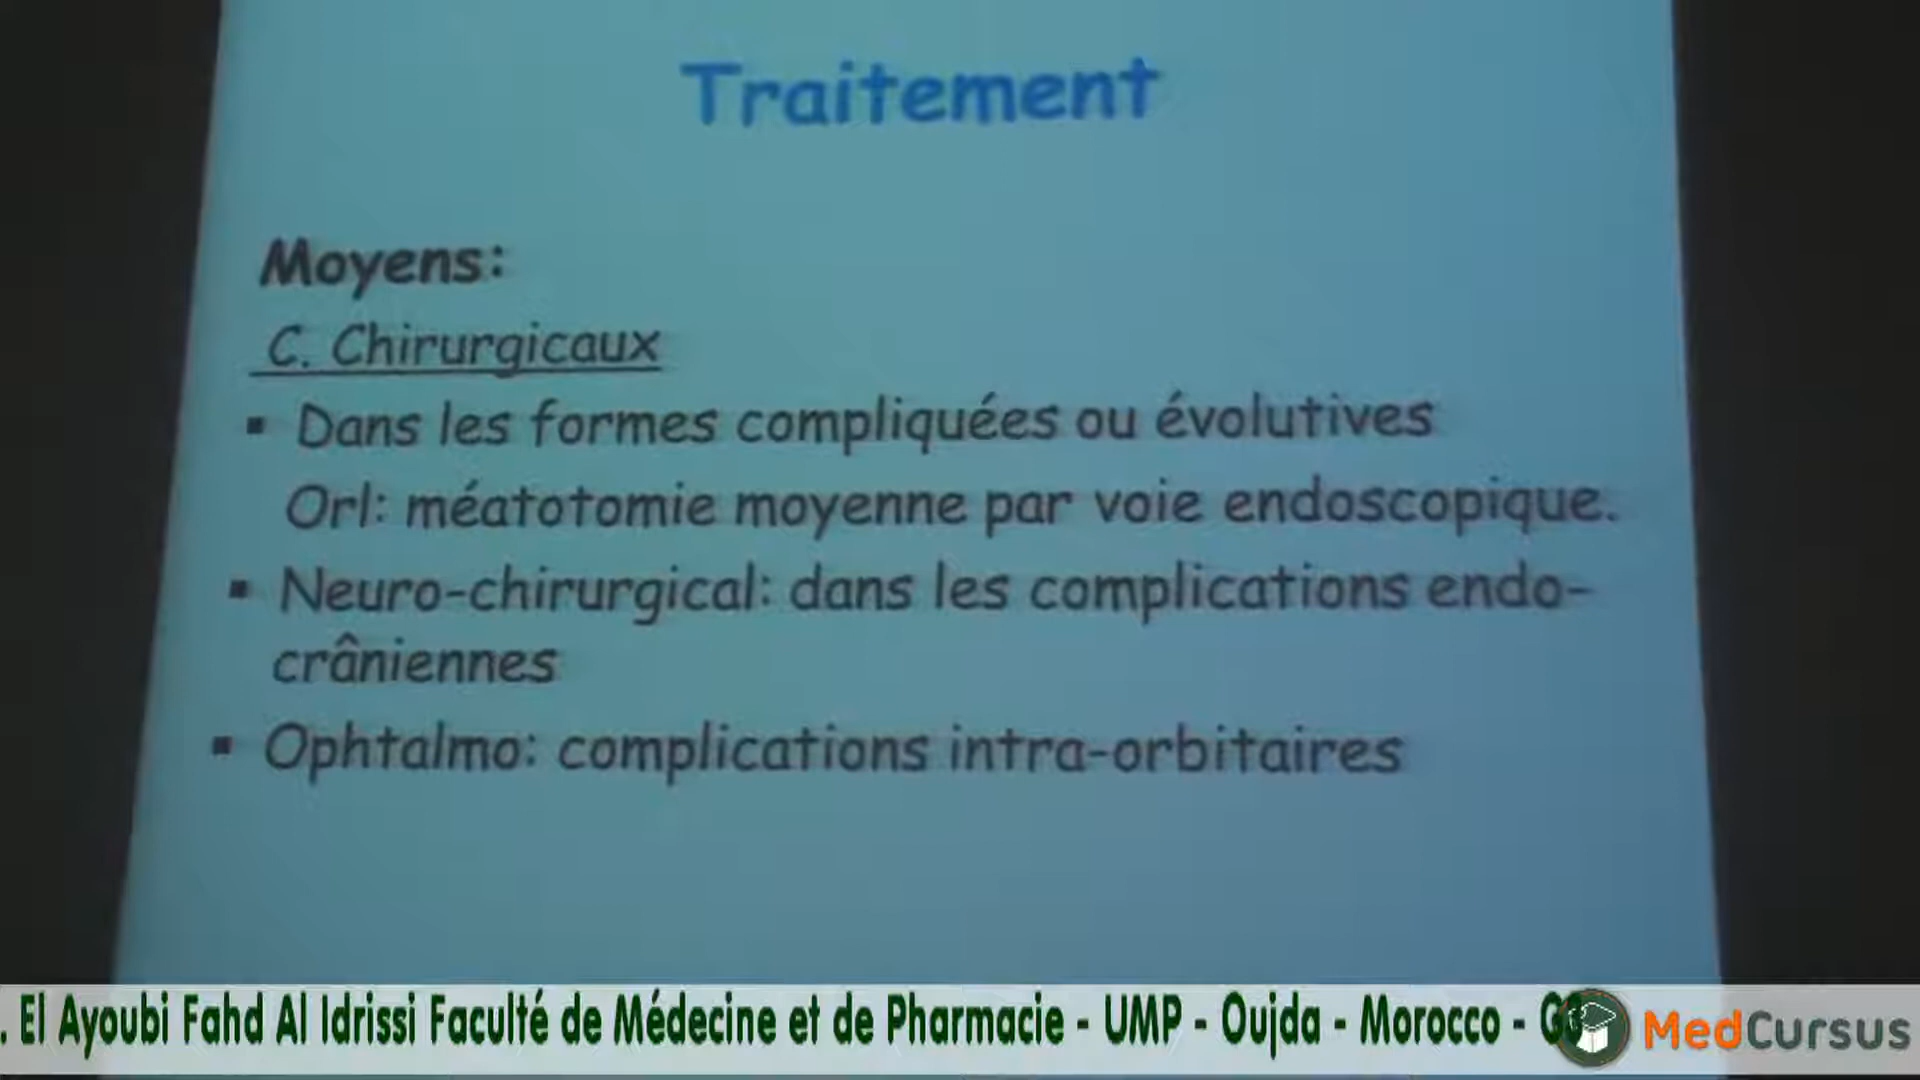 Traitement
Moyens:
C. Chirurgicaux
▪ Dans les formes compliquées ou évolutives
Orl: méatotomie moyenne par voie endoscopique.
▪ Neuro-chirurgical: dans les complications endo-
crâniennes
▪ Ophtalmo: complications intra-orbitaires
. El Ayoubi Fahd Al Idrissi Faculté de Médecine et de Pharmacie - UMP - Oujda - Morocco -
MedCursus